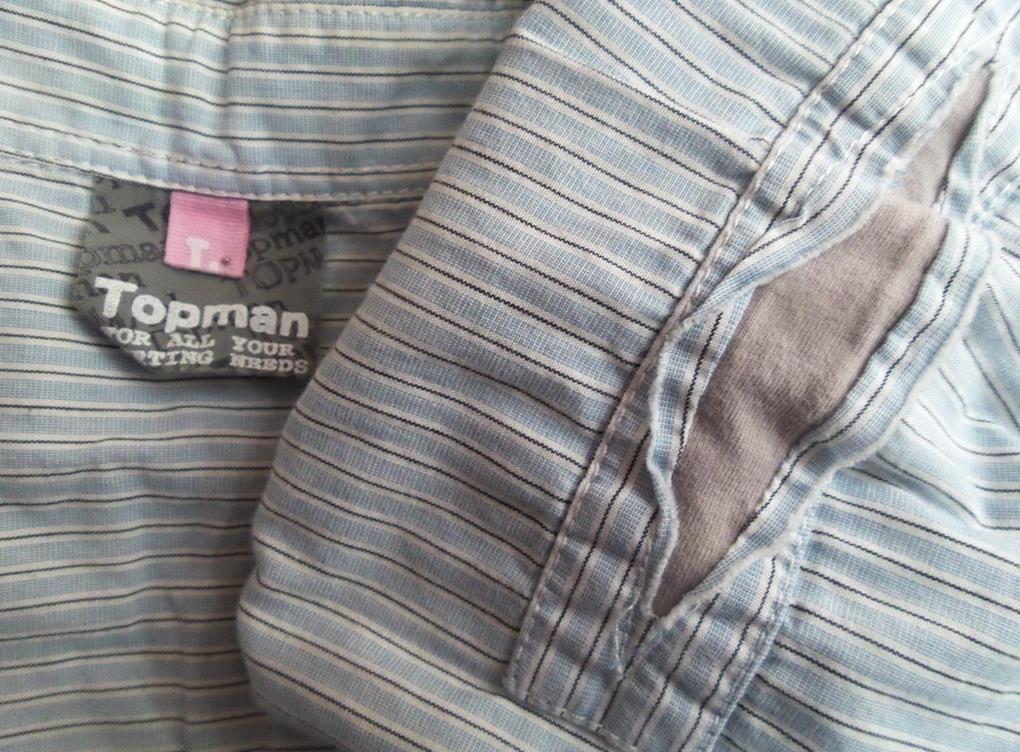 T.
Topman
FOR ALL YOUR
NEEDS